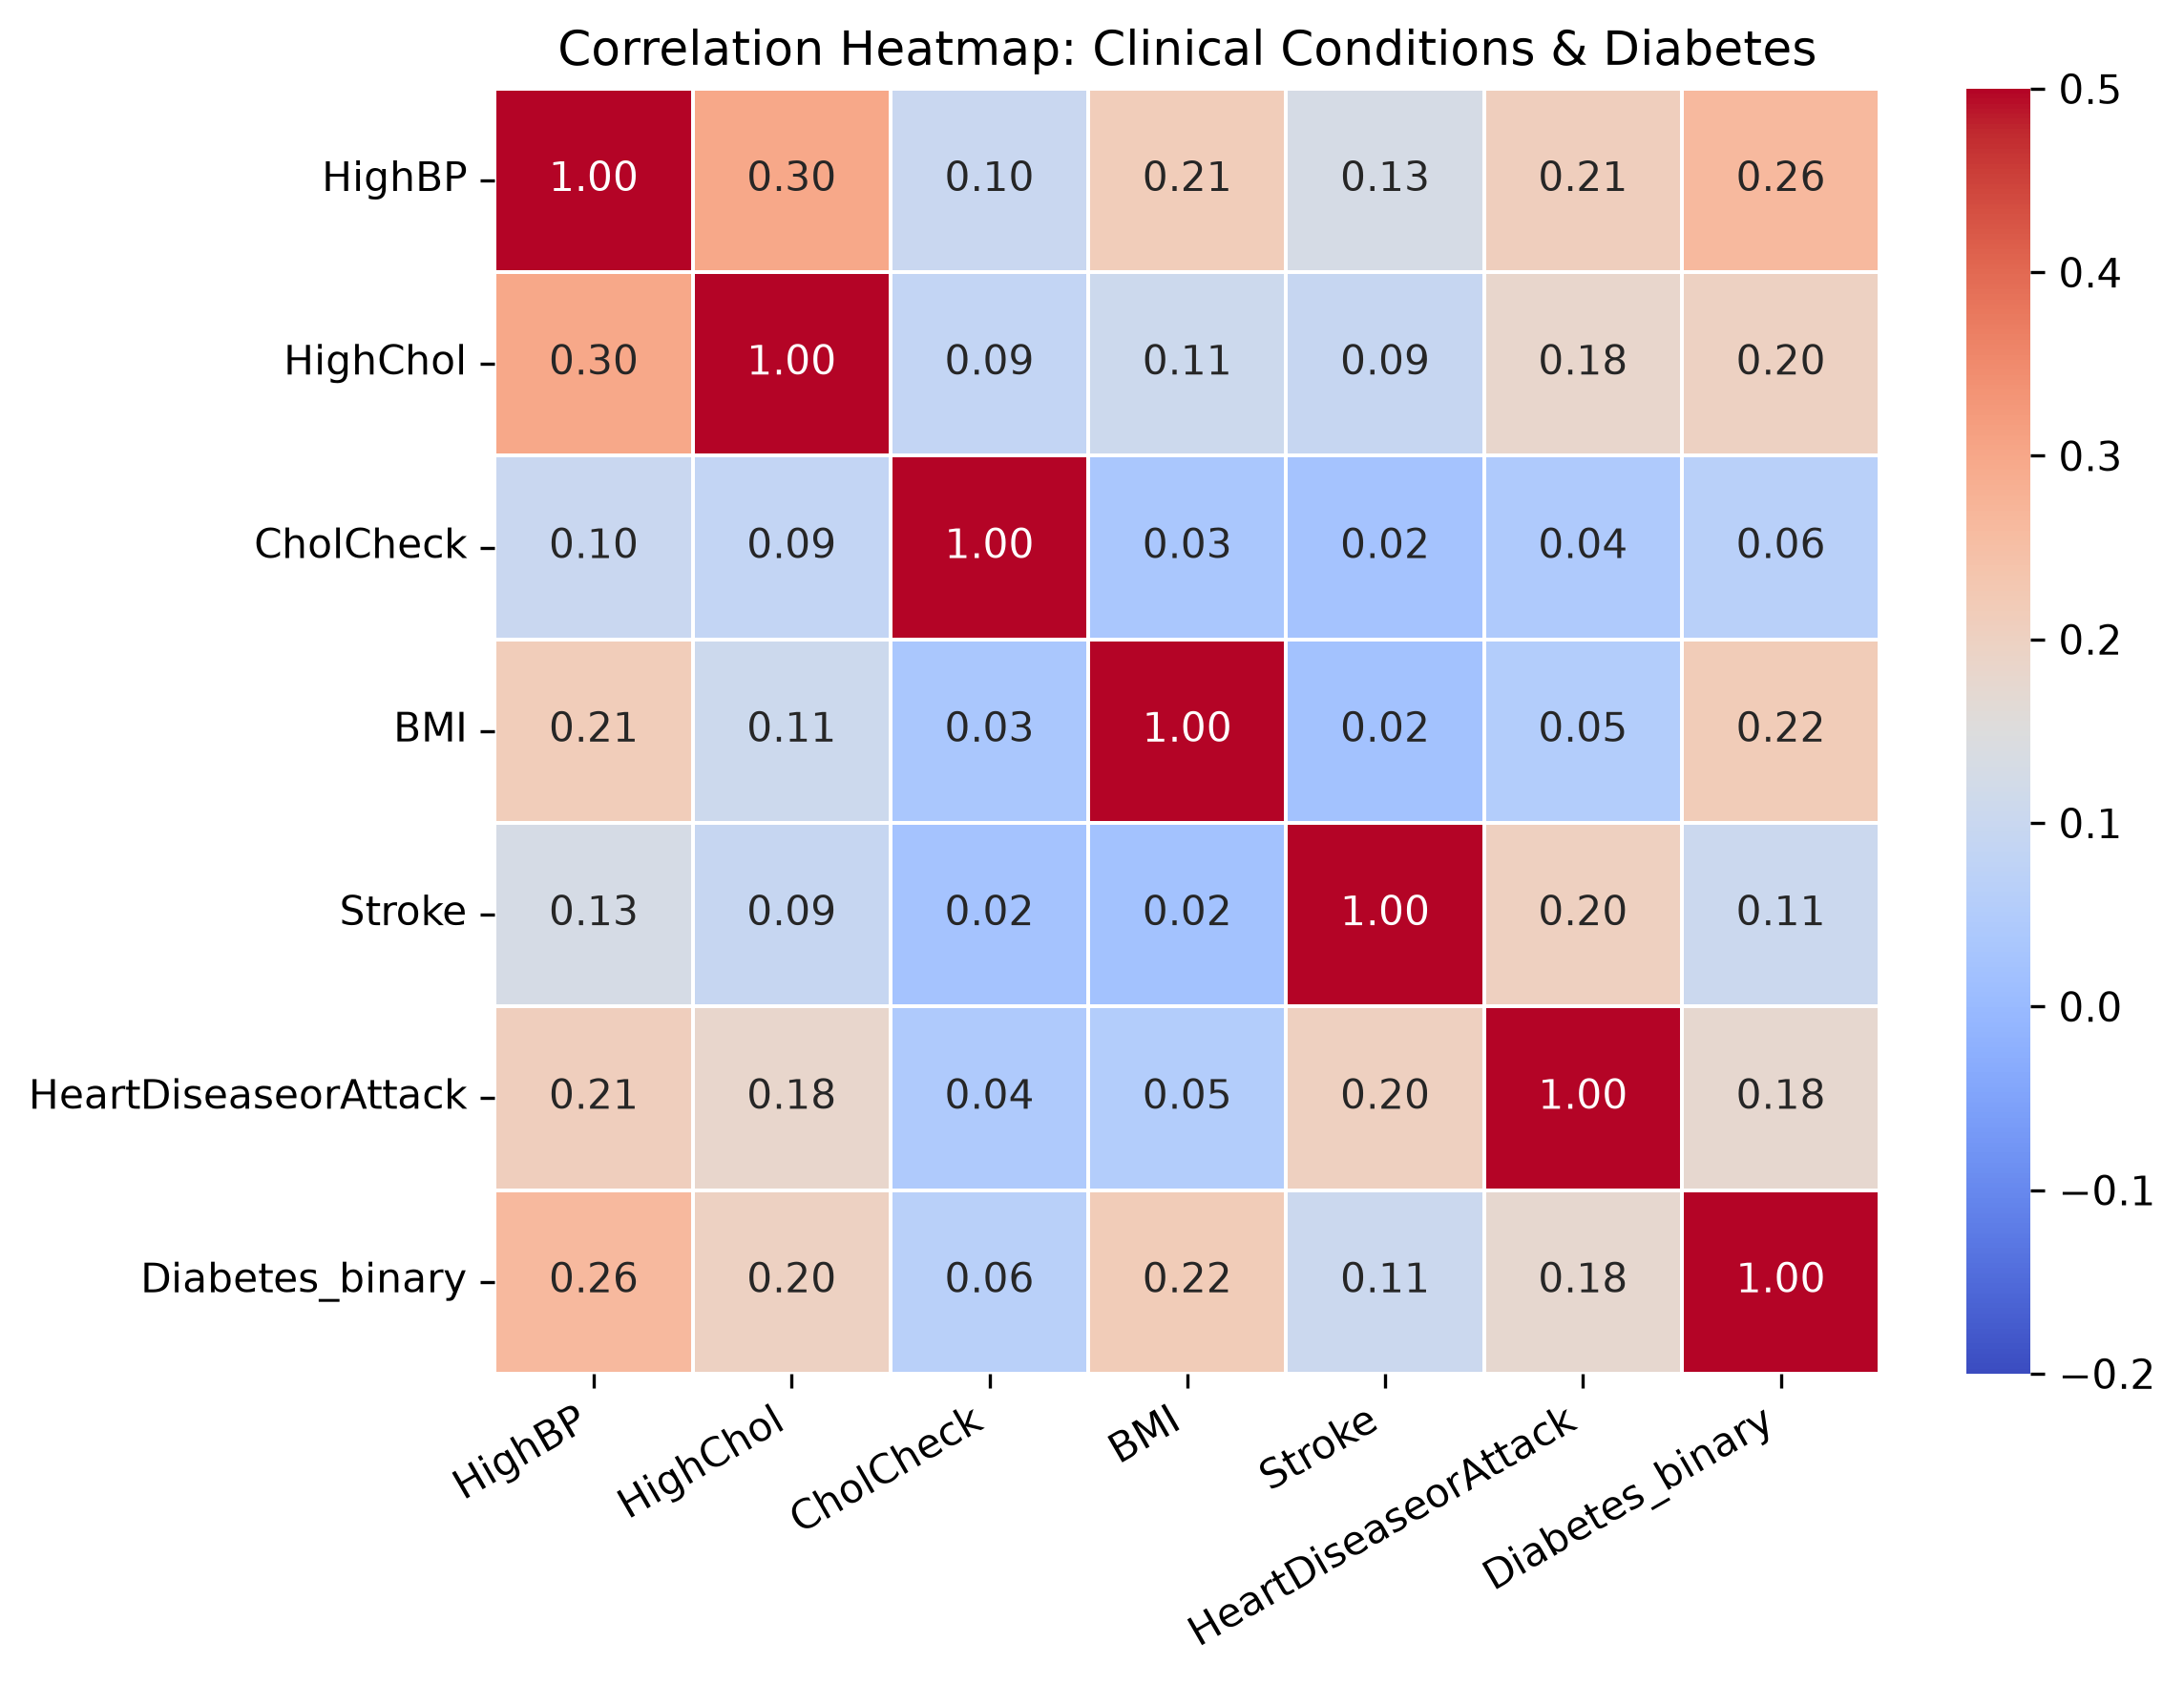 Correlation Heatmap: Clinical Conditions & Diabetes
HighBP 1.00 0.30 0.10 0.21 0.13 0.21 0.26
HighChol 0.30 1.00 0.09 0.11 0.09 0.18 0.20
CholCheck 0.10 0.09 1.00 0.03 0.02 0.04 0.06
BMI 0.21 0.11 0.03 1.00 0.02 0.05 0.22
Stroke 0.13 0.09 0.02 0.02 1.00 0.20 0.11
HeartDiseaseorAttack 0.21 0.18 0.04 0.05 0.20 1.00 0.18
Diabetes_binary 0.26 0.20 0.06 0.22 0.11 0.18 1.00
HighBP
HighChol
CholCheck
BMI
Stroke
HeartDiseaseorAttack
Diabetes_binary
0.5
0.4
0.3
0.2
0.1
0.0
−0.1
−0.2